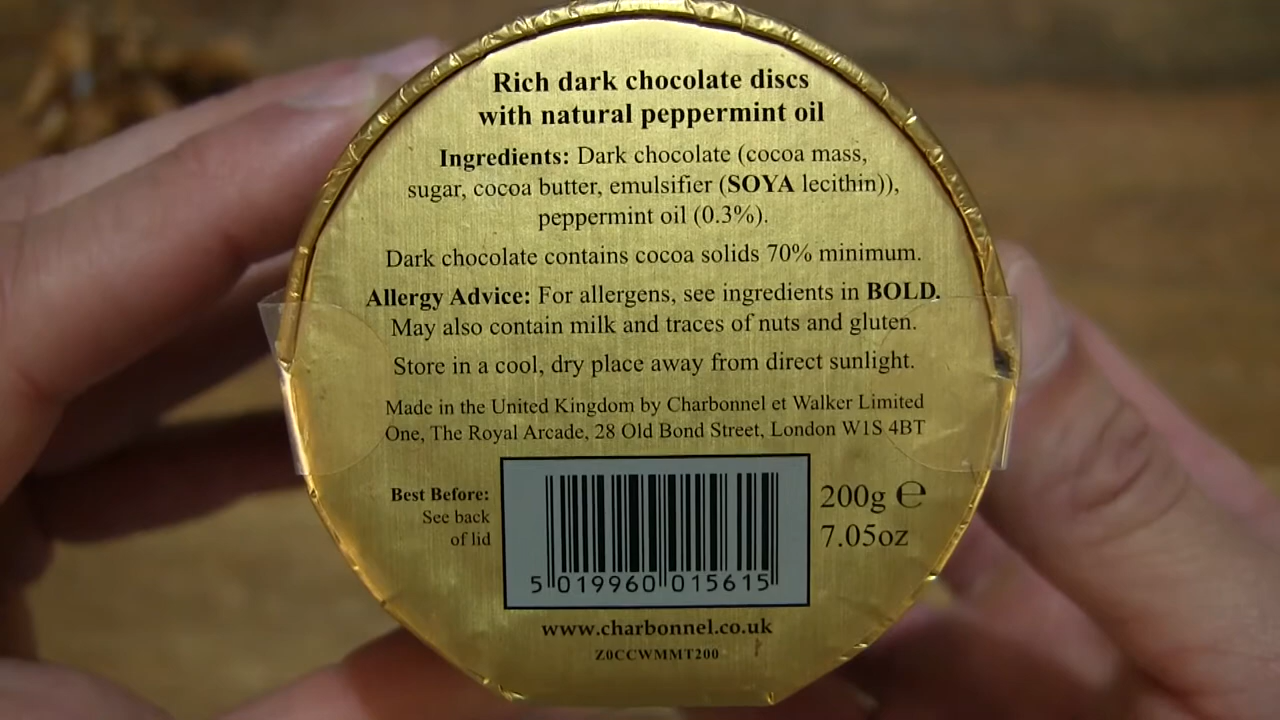 Rich dark chocolate discs
with natural peppermint oil
Ingredients: Dark chocolate (cocoa mass,
sugar, cocoa butter, emulsifier (SOYA lecithin)),
peppermint oil (0.3%).
Dark chocolate contains cocoa solids 70% minimum.
Allergy Advice: For allergens, see ingredients in BOLD.
May also contain milk and traces of nuts and gluten.
Store in a cool, dry place away from direct sunlight.
Made in the United Kingdom by Charbonnel et Walker Limited
One, The Royal Arcade, 28 Old Bond Street, London W1S 4BT
Best Before:
See back
of lid
5 019960 015615
200g ℮
7.05oz
www.charbonnel.co.uk
Z0CCWMMT200